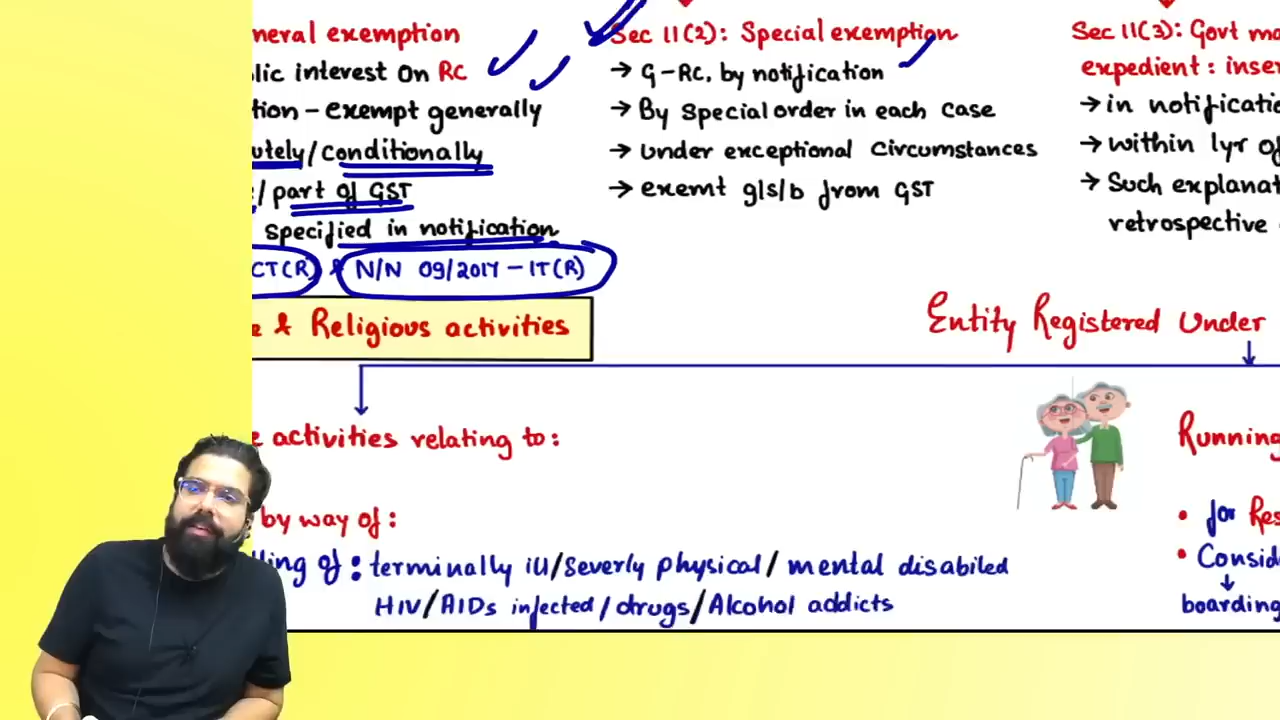 neral exemption
lic interest on RC
tion - exempt generally
utely/conditionally
/part of GST
specified in notification
CT(R) & N/N 09/2017 - IT(R)
Sec 11(2): Special exemption
→ G-RC, by notification
→ By Special order in each case
→ under exceptional circumstances
→ exemt g/s/b from GST
Sec 11(3): Govt ma
expedient: inser
→ in notificatio
→ within 1yr of
→ Such explanat
retrospective
e & Religious activities
Entity Registered Under
e activities relating to:
by way of:
lling of: terminally ill/Severly physical/mental disabiled
HIV/AIDs infected/drugs/Alcohol addicts
Running
• for Res
• Consid
boarding